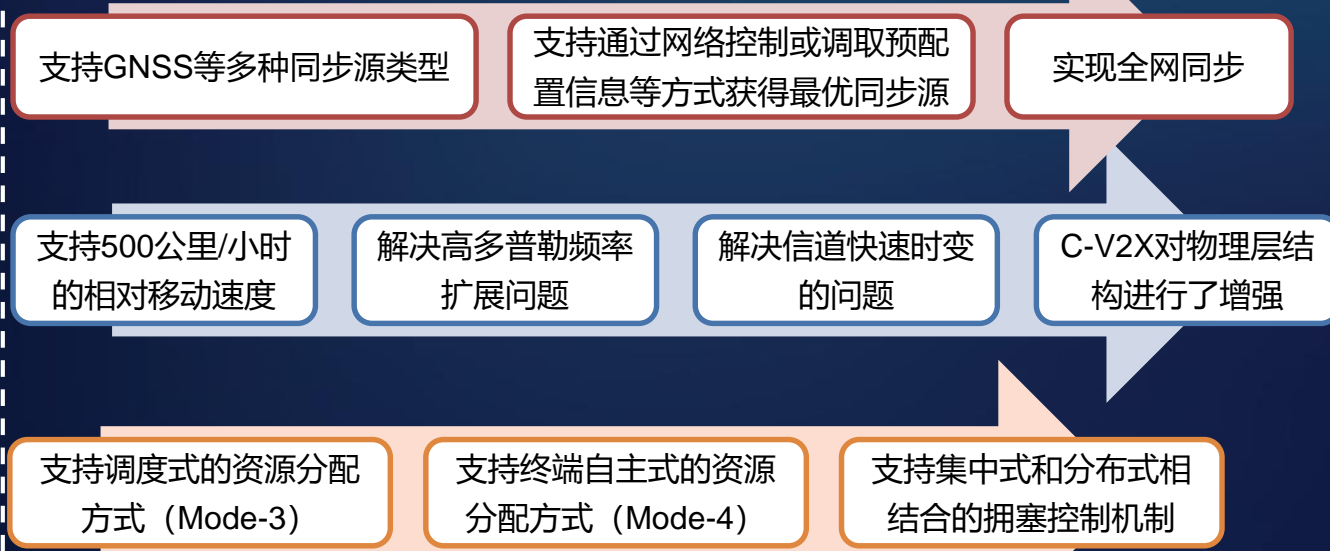 支持GNSS等多种同步源类型
支持通过网络控制或调取预配
置信息等方式获得最优同步源
实现全网同步
支持500公里/小时
的相对移动速度
解决高多普勒频率
扩展问题
解决信道快速时变
的问题
C-V2X对物理层结
构进行了增强
支持调度式的资源分配
方式（Mode-3）
支持终端自主式的资源
分配方式（Mode-4）
支持集中式和分布式相
结合的拥塞控制机制